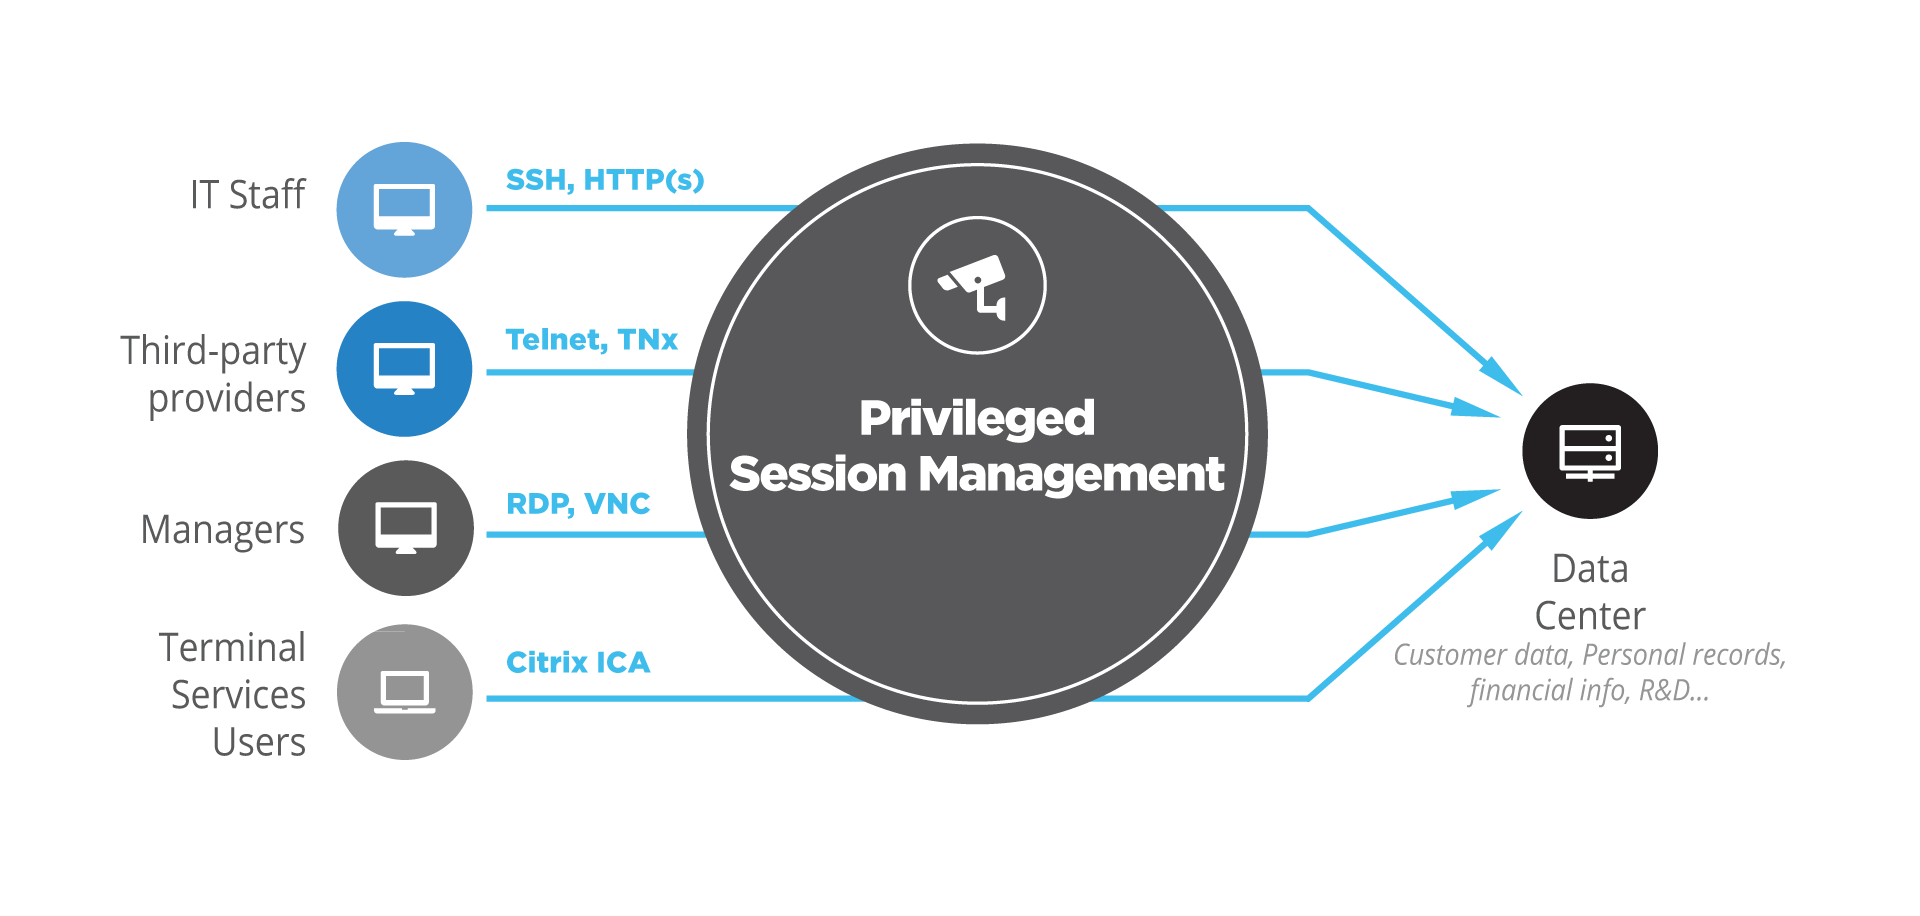 IT Staff
SSH, HTTP(s)
Third-party
providers
Telnet, TNx
Managers
RDP, VNC
Terminal
Services
Users
Citrix ICA
Privileged
Session Management
Data
Center
Customer data, Personal records,
financial info, R&D...